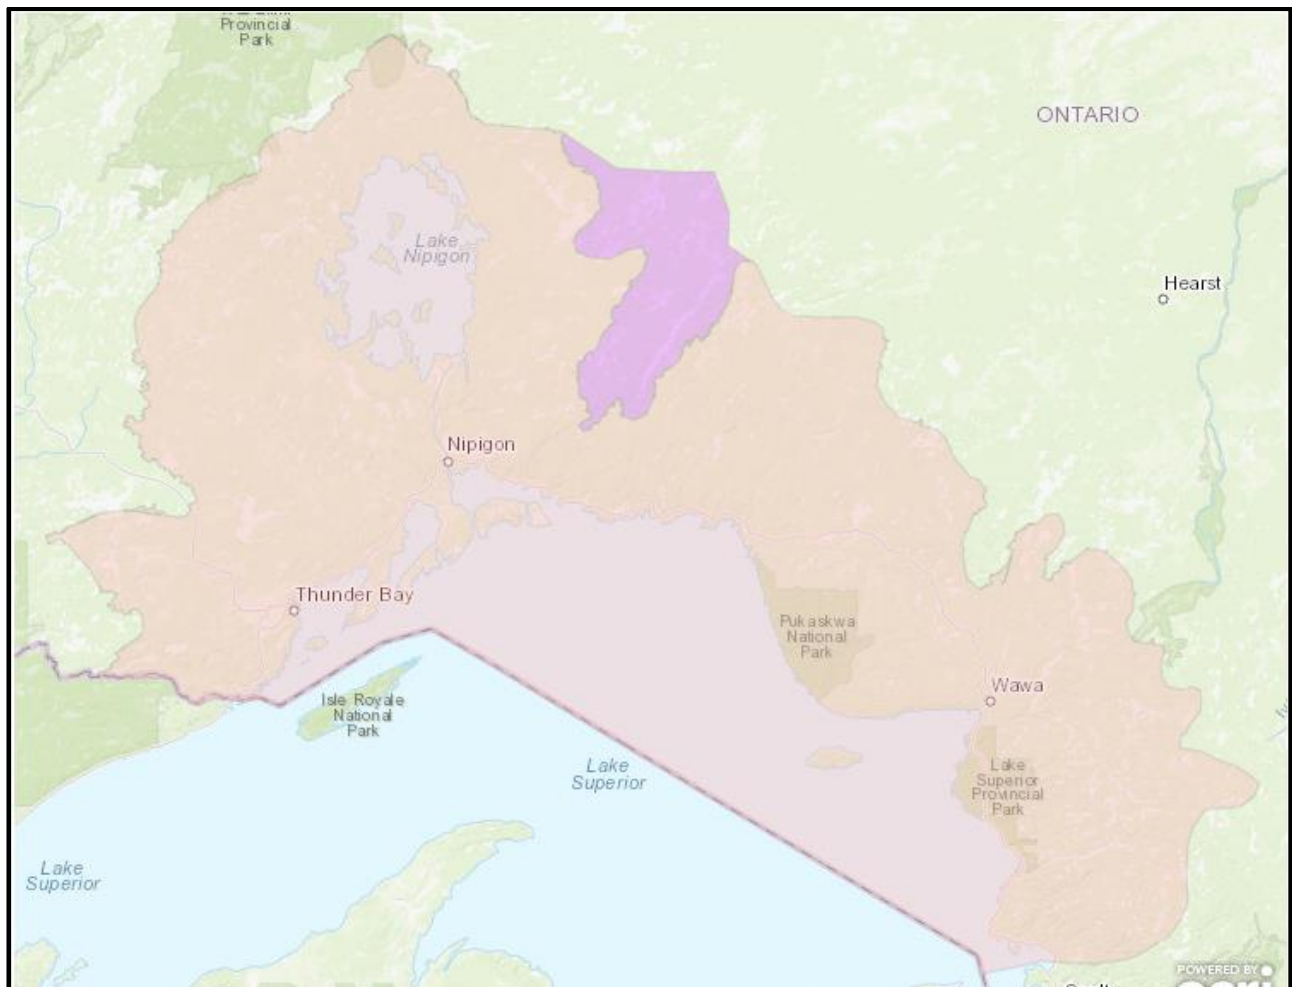 Provincial
Park
ONTARIO
Lake
Nipigon
Hearst
Nipigon
Thunder Bay
Pukaskwa
National
Park
Wawa
Isle Royale
National
Park
Lake
Superior
Lake
Superior
Provincial
Park
Lake
Superior
POWERED BY
esri